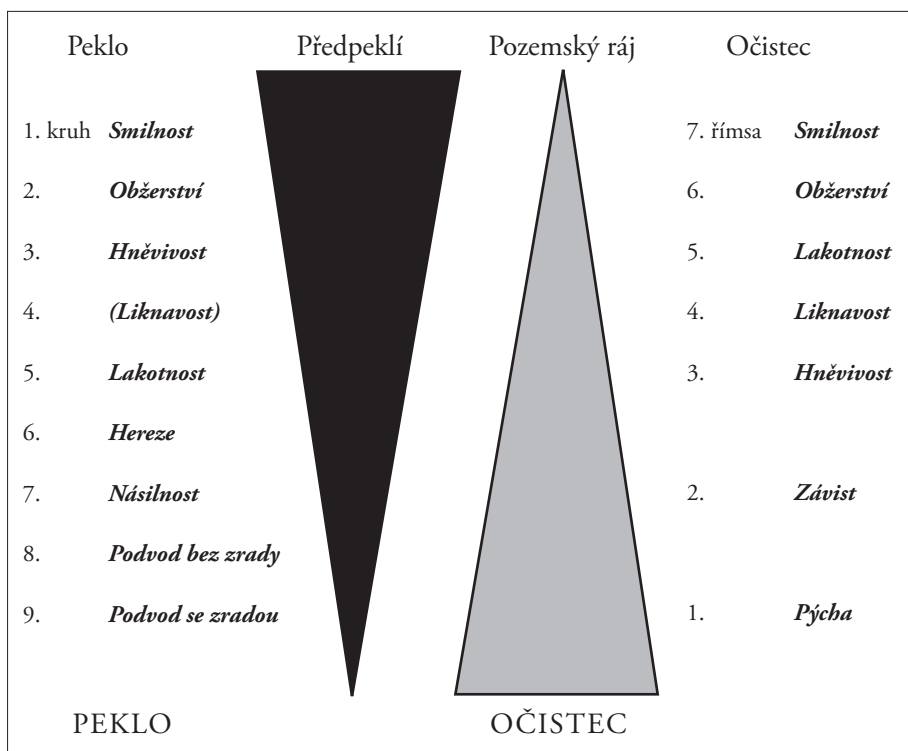 Peklo Předpeklí Pozemský ráj Očistec
1. kruh Smilnost 7. římsa Smilnost
2. Obžerství 6. Obžerství
3. Hněvivost 5. Lakotnost
4. (Liknavost) 4. Liknavost
5. Lakotnost 3. Hněvivost
6. Hereze
7. Násilnost 2. Závist
8. Podvod bez zrady
9. Podvod se zradou 1. Pýcha
PEKLO OČISTEC